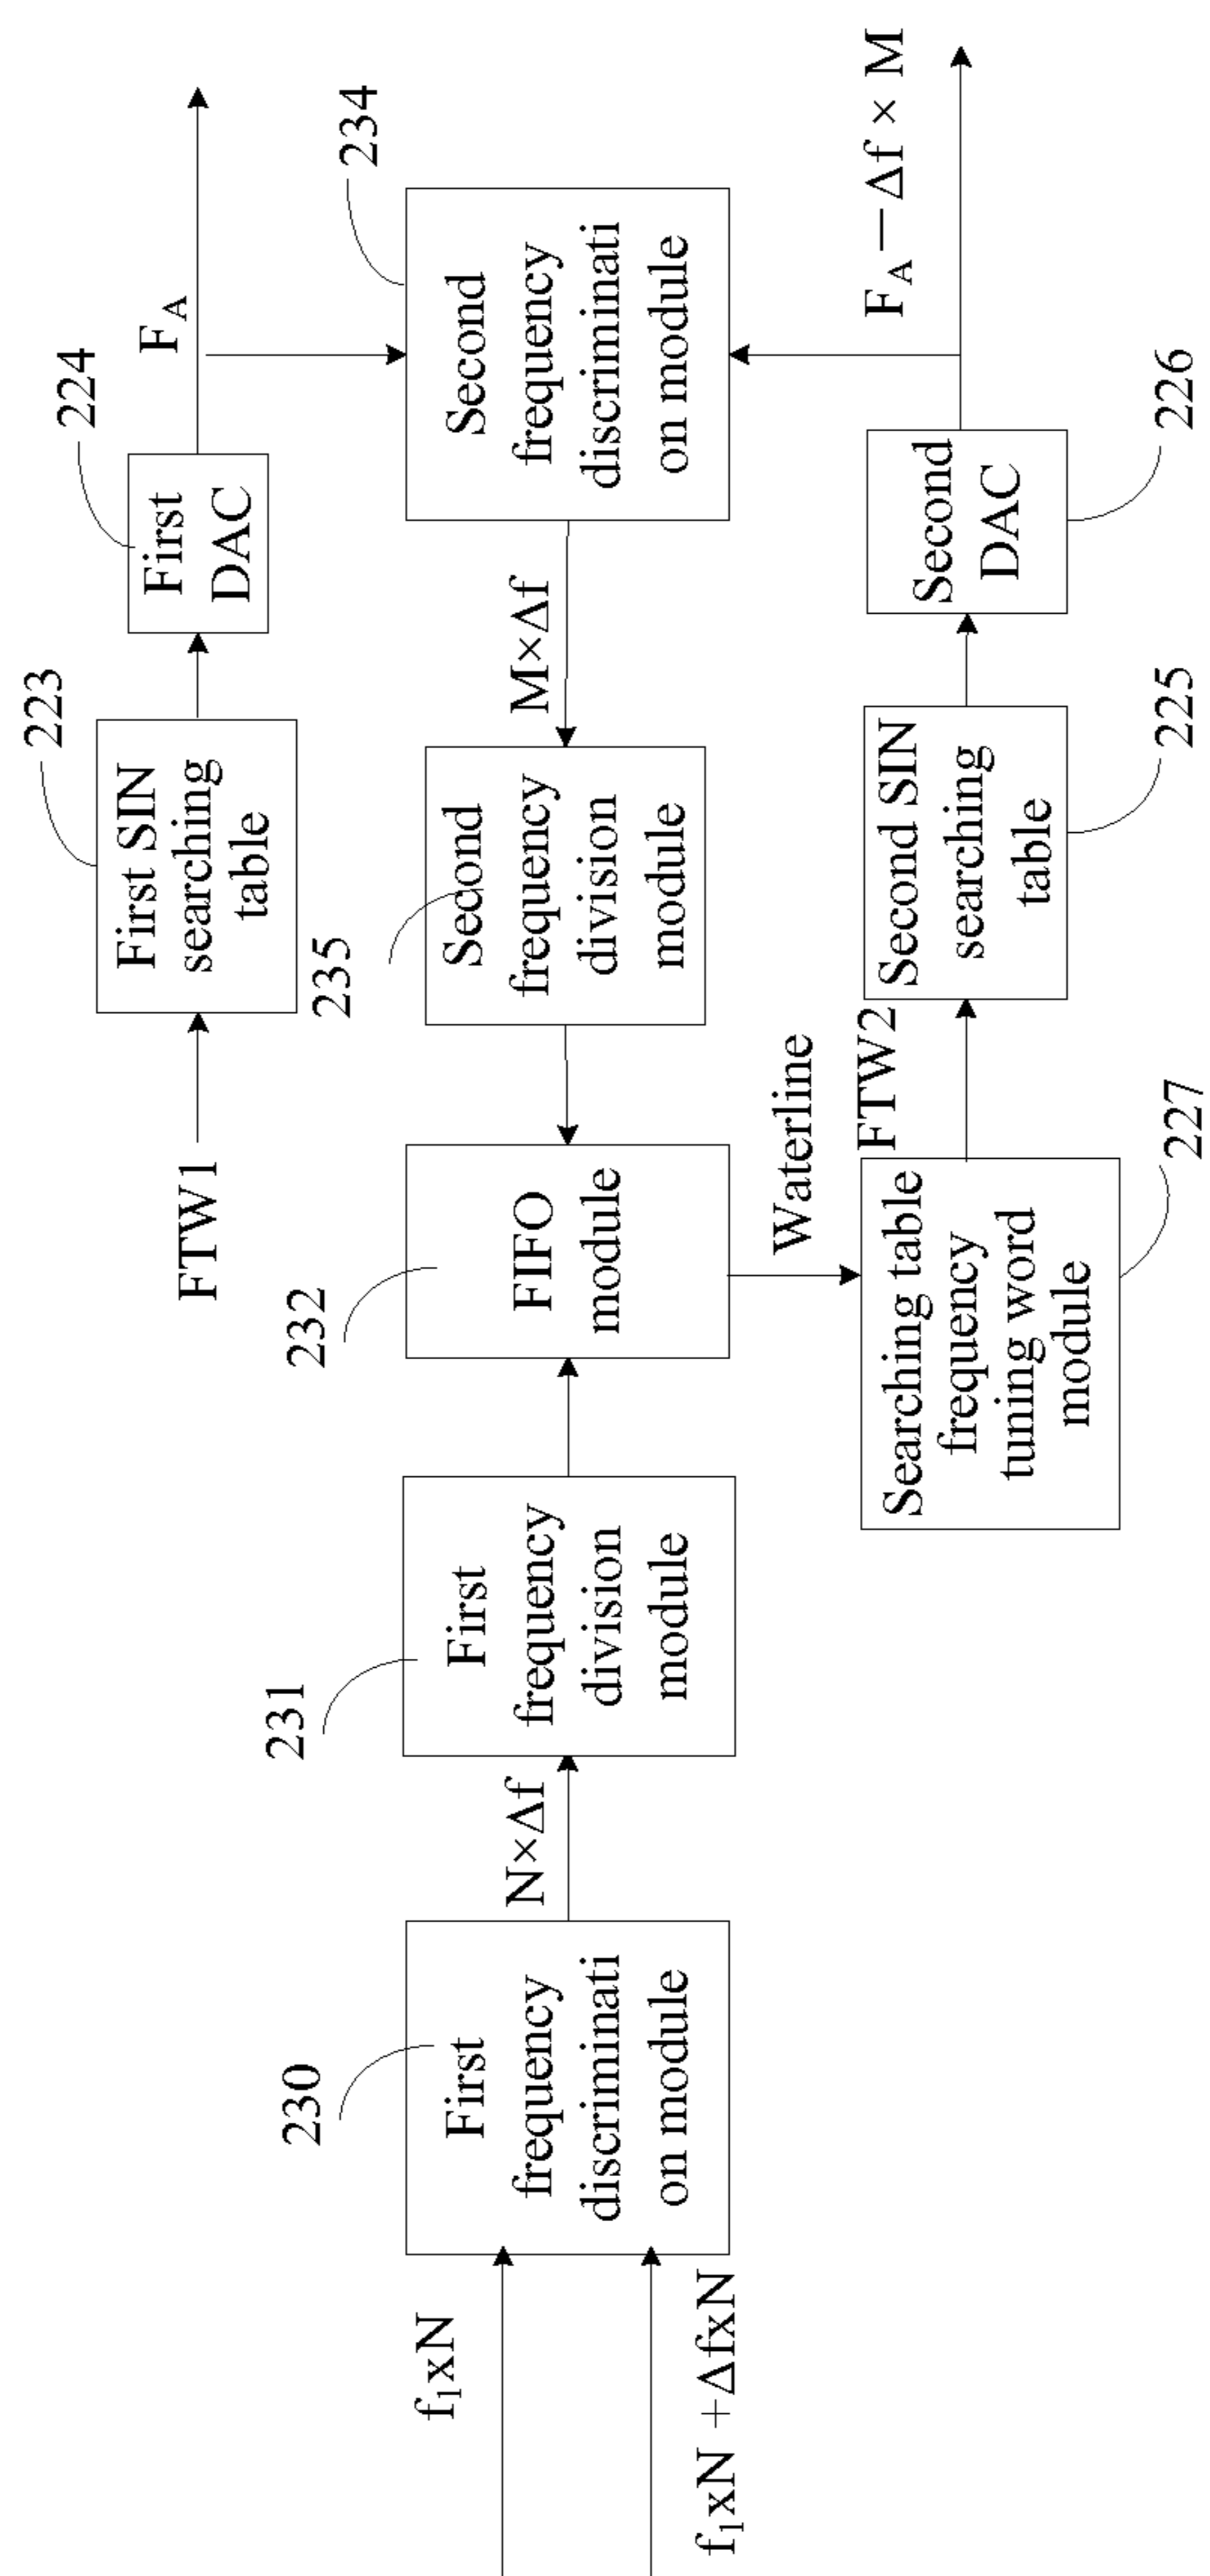 FTW1
223
First SIN
searching
table
224
First
DAC
F_A
f₁xN
f₁xN +ΔfxN
230
First
frequency
discriminati
on module
N×Δf
231
First
frequency
division
module
232
FIFO
module
235
Second
frequency
division
module
M×Δf
234
Second
frequency
discriminati
on module
Waterline
Searching table
frequency
tuning word
module
227
FTW2
Second SIN
searching
table
225
Second
DAC
226
F_A−Δf × M